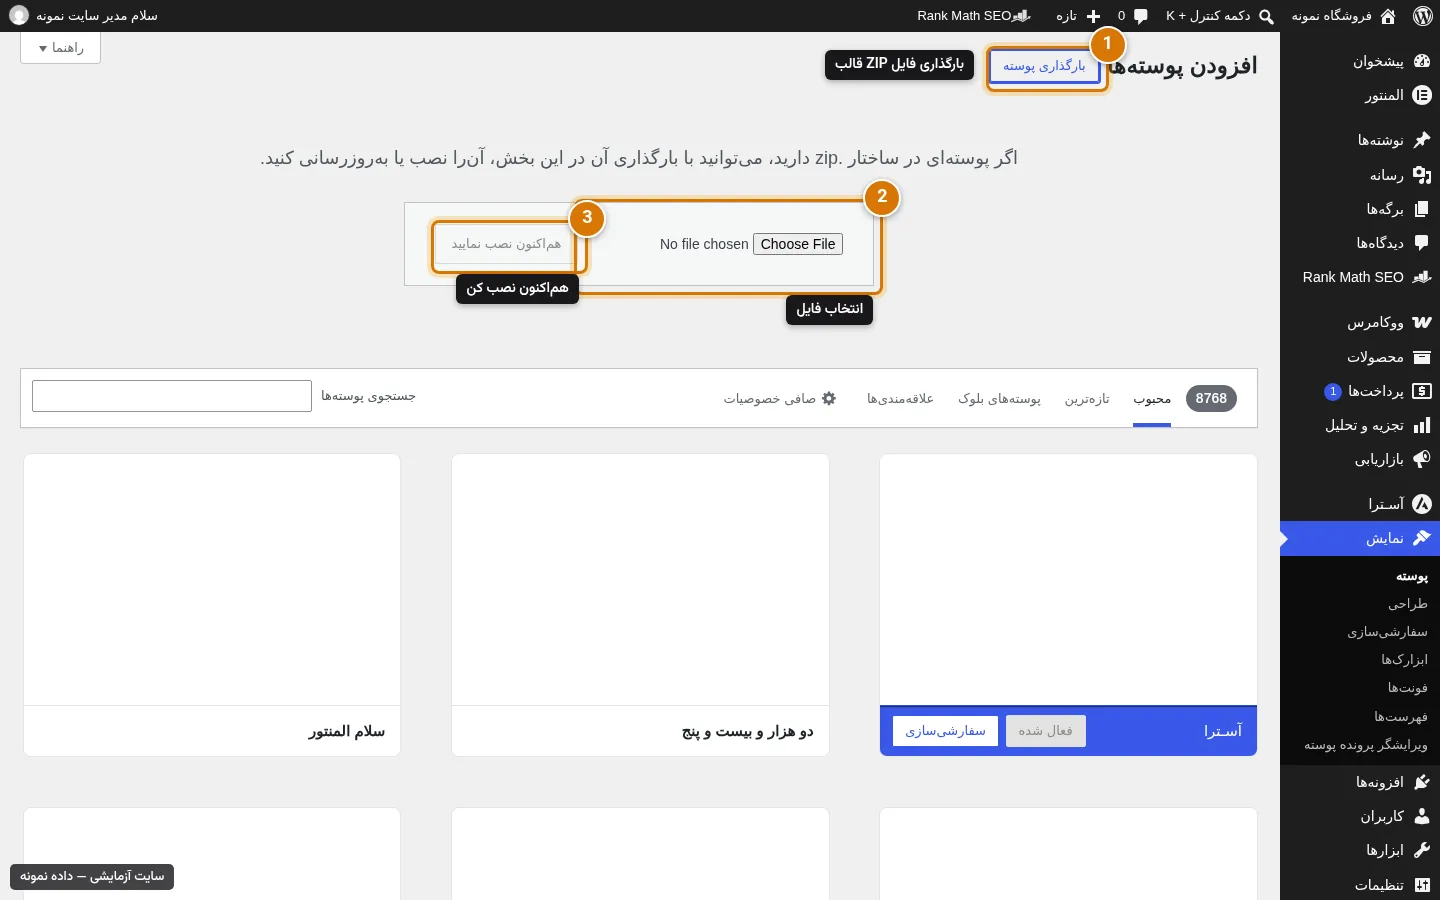 فروشگاه نمونه
دکمه کنترل + K
0
تازه
Rank Math SEO
سلام مدیر سایت نمونه
راهنما
افزودن پوسته‌ها
بارگذاری پوسته
1
بارگذاری فایل ZIP قالب
اگر پوسته‌ای در ساختار .zip دارید، می‌توانید با بارگذاری آن در این بخش، آن‌را نصب یا به‌روزرسانی کنید.
2
Choose File No file chosen
3
هم‌اکنون نصب نمایید
هم‌اکنون نصب کن
انتخاب فایل
8768
محبوب
تازه‌ترین
پوسته‌های بلوک
علاقه‌مندی‌ها
صافی خصوصیات
جستجوی پوسته‌ها
آسـترا
فعال شده
سفارشی‌سازی
دو هزار و بیست و پنج
سلام المنتور
پیشخوان
المنتور
نوشته‌ها
رسانه
برگه‌ها
دیدگاه‌ها
Rank Math SEO
ووکامرس
محصولات
پرداخت‌ها 1
تجزیه و تحلیل
بازاریابی
آسـترا
نمایش
پوسته
طراحی
سفارشی‌سازی
ابزارک‌ها
فونت‌ها
فهرست‌ها
ویرایشگر پرونده پوسته
افزونه‌ها
کاربران
ابزارها
تنظیمات
سایت آزمایشی — داده نمونه